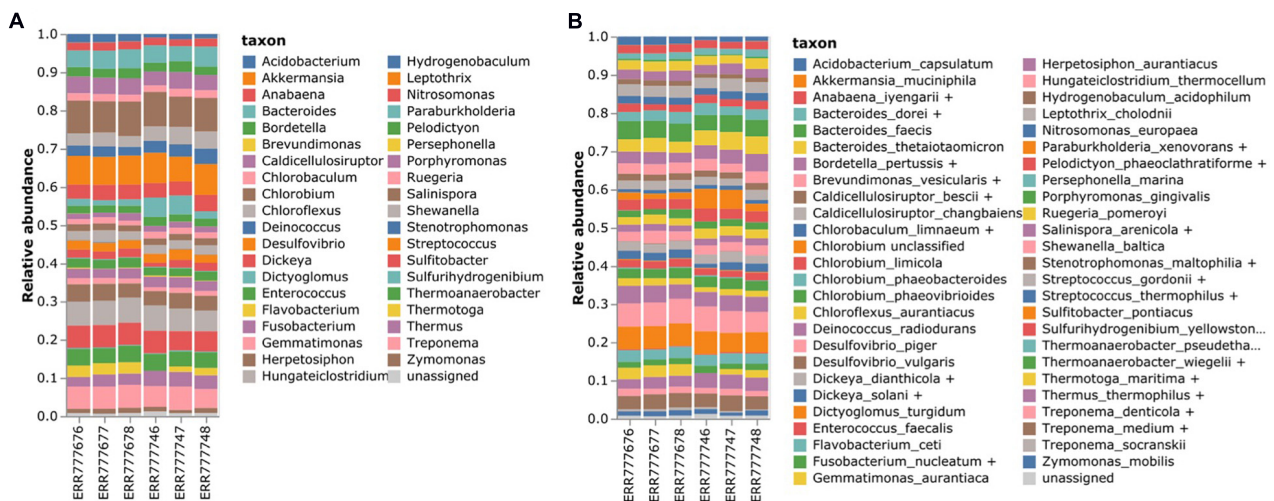 A
taxon
1.0
0.9
0.8
0.7
0.6
0.5
0.4
0.3
0.2
0.1
0.0
Relative abundance
ERR777676
ERR777677
ERR777678
ERR777746
ERR777747
ERR777748
Acidobacterium
Akkermansia
Anabaena
Bacteroides
Bordetella
Brevundimonas
Caldicellulosiruptor
Chlorobaculum
Chlorobium
Chloroflexus
Deinococcus
Desulfovibrio
Dickeya
Dictyoglomus
Enterococcus
Flavobacterium
Fusobacterium
Gemmatimonas
Herpetosiphon
Hungateiclostridium
Hydrogenobaculum
Leptothrix
Nitrosomonas
Paraburkholderia
Pelodictyon
Persephonella
Porphyromonas
Ruegeria
Salinispora
Shewanella
Stenotrophomonas
Streptococcus
Sulfitobacter
Sulfurihydrogenibium
Thermoanaerobacter
Thermotoga
Thermus
Treponema
Zymomonas
unassigned
B
taxon
1.0
0.9
0.8
0.7
0.6
0.5
0.4
0.3
0.2
0.1
0.0
Relative abundance
ERR777676
ERR777677
ERR777678
ERR777746
ERR777747
ERR777748
Acidobacterium_capsulatum
Akkermansia_muciniphila
Anabaena_iyengarii +
Bacteroides_dorei +
Bacteroides_faecis
Bacteroides_thetaiotaomicron
Bordetella_pertussis +
Brevundimonas_vesicularis +
Caldicellulosiruptor_bescii +
Caldicellulosiruptor_changbaiens
Chlorobaculum_limnaeum +
Chlorobium unclassified
Chlorobium_limicola
Chlorobium_phaeobacteroides
Chlorobium_phaeovibrioides
Chloroflexus_aurantiacus
Deinococcus_radiodurans
Desulfovibrio_piger
Desulfovibrio_vulgaris
Dickeya_dianthicola +
Dickeya_solani +
Dictyoglomus_turgidum
Enterococcus_faecalis
Flavobacterium_ceti
Fusobacterium_nucleatum +
Gemmatimonas_aurantiaca
Herpetosiphon_aurantiacus
Hungateiclostridium_thermocellum
Hydrogenobaculum_acidophilum
Leptothrix_cholodnii
Nitrosomonas_europaea
Paraburkholderia_xenovorans +
Pelodictyon_phaeoclathratiforme +
Persephonella_marina
Porphyromonas_gingivalis
Ruegeria_pomeroyi
Salinispora_arenicola +
Shewanella_baltica
Stenotrophomonas_maltophilia +
Streptococcus_gordonii +
Streptococcus_thermophilus +
Sulfitobacter_pontiacus
Sulfurihydrogenibium_yellowston...
Thermoanaerobacter_pseudetha...
Thermoanaerobacter_wiegelii +
Thermotoga_maritima +
Thermus_thermophilus +
Treponema_denticola +
Treponema_medium +
Treponema_socranskii
Zymomonas_mobilis
unassigned